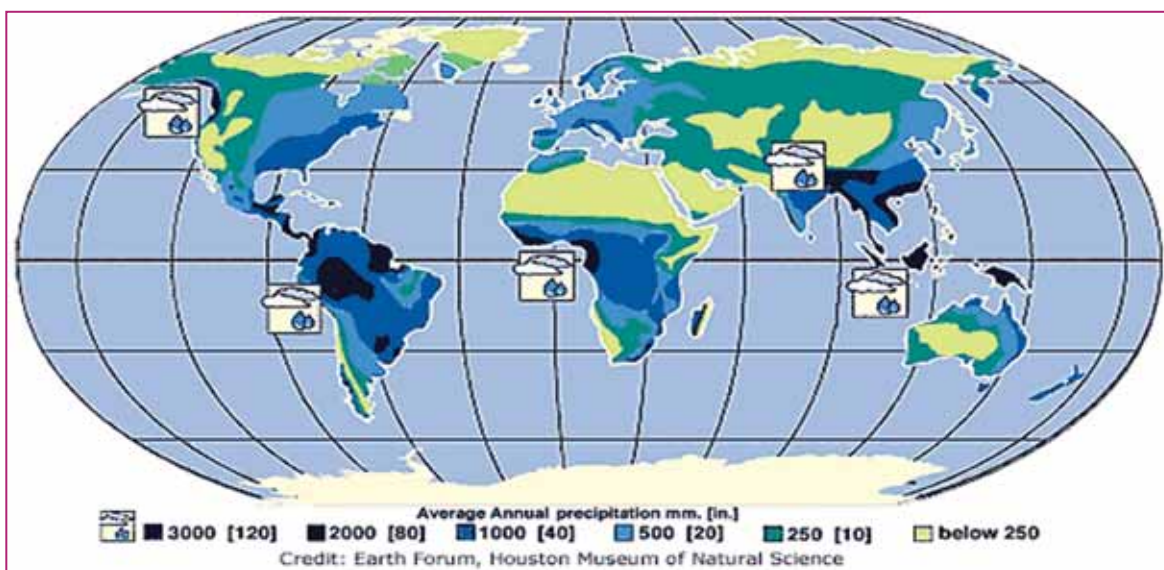 Average Annual precipitation mm. [in.]
3000 [120] 2000 [80] 1000 [40] 500 [20] 250 [10] below 250
Credit: Earth Forum, Houston Museum of Natural Science